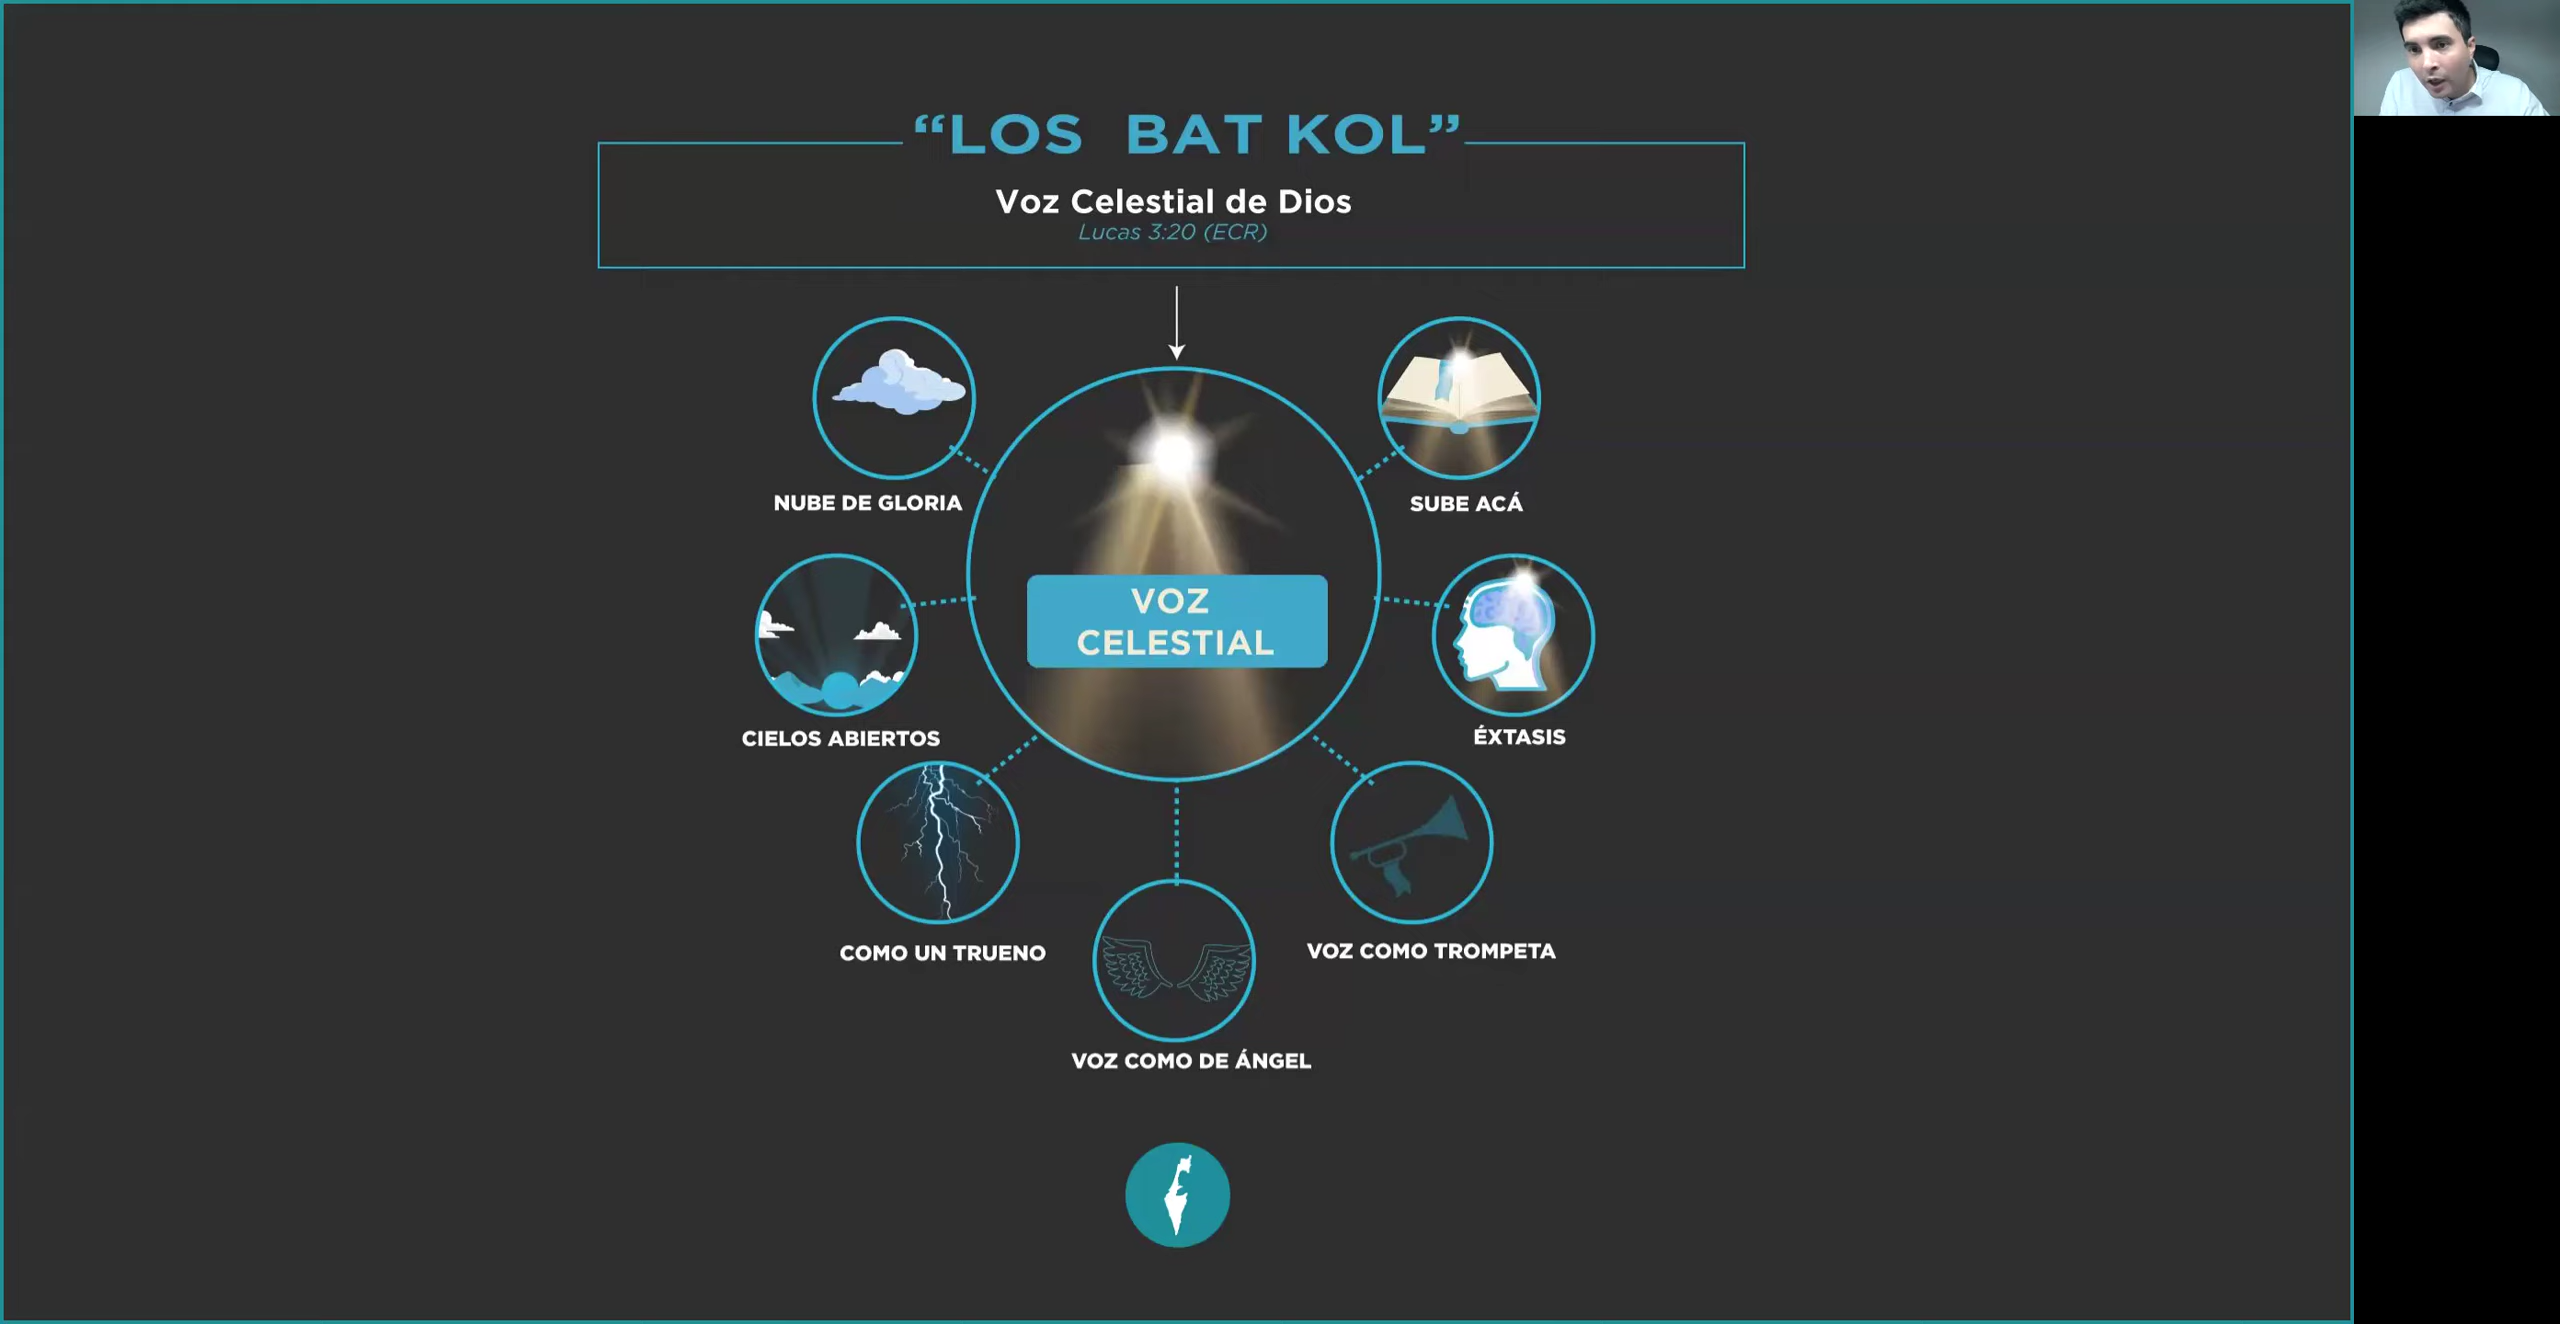 “LOS BAT KOL”
Voz Celestial de Dios
Lucas 3:20 (ECR)
NUBE DE GLORIA
SUBE ACÁ
VOZ
CELESTIAL
CIELOS ABIERTOS
ÉXTASIS
COMO UN TRUENO
VOZ COMO TROMPETA
VOZ COMO DE ÁNGEL